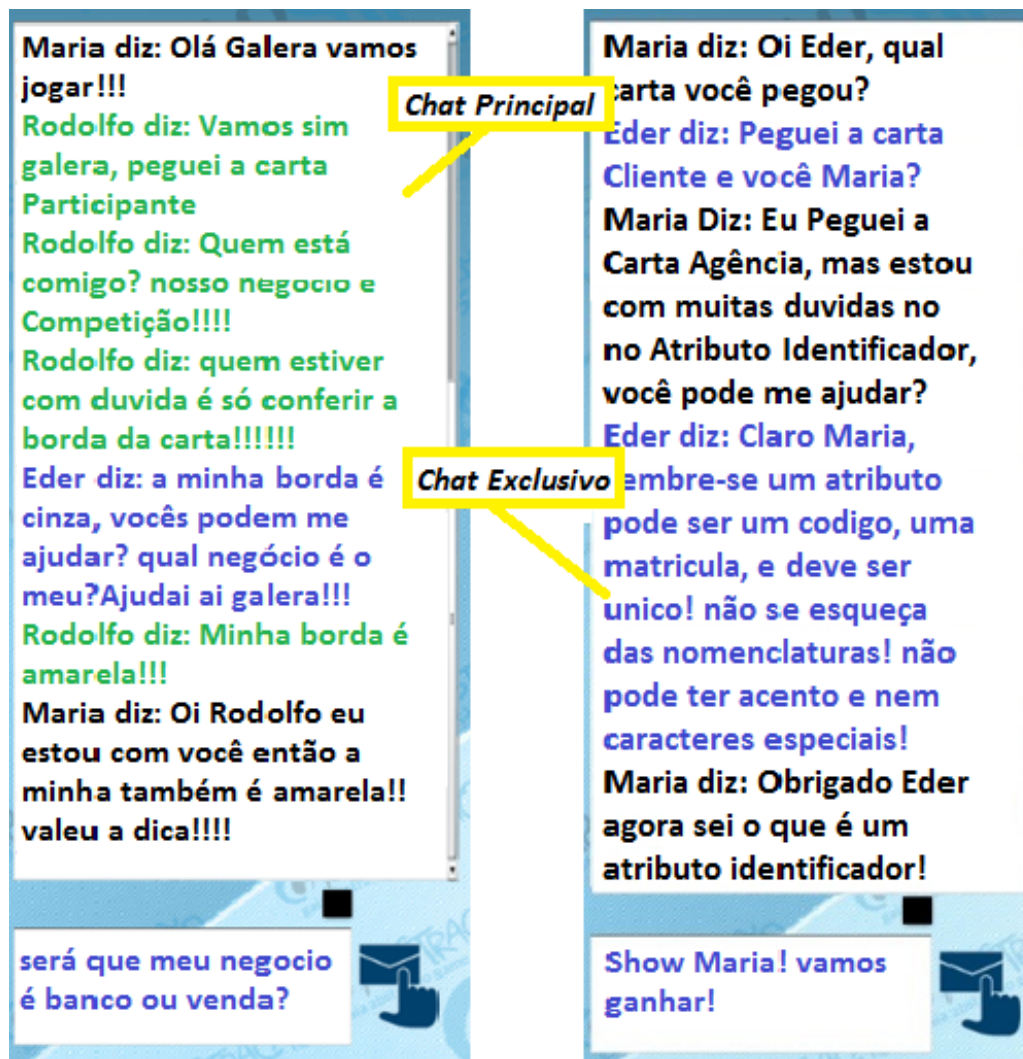 Maria diz: Olá Galera vamos
jogar!!!
Rodolfo diz: Vamos sim
galera, peguei a carta
Participante
Rodolfo diz: Quem está
comigo? nosso negocio e
Competição!!!!
Rodolfo diz: quem estiver
com duvida é só conferir a
borda da carta!!!!!!
Eder diz: a minha borda é
cinza, vocês podem me
ajudar? qual negócio é o
meu?Ajudai ai galera!!!
Rodolfo diz: Minha borda é
amarela!!!
Maria diz: Oi Rodolfo eu
estou com você então a
minha também é amarela!!
valeu a dica!!!!
será que meu negocio
é banco ou venda?
Chat Principal
Chat Exclusivo
Maria diz: Oi Eder, qual
carta você pegou?
Eder diz: Peguei a carta
Cliente e você Maria?
Maria Diz: Eu Peguei a
Carta Agência, mas estou
com muitas duvidas no
no Atributo Identificador,
você pode me ajudar?
Eder diz: Claro Maria,
lembre-se um atributo
pode ser um codigo, uma
matricula, e deve ser
unico! não se esqueça
das nomenclaturas! não
pode ter acento e nem
caracteres especiais!
Maria diz: Obrigado Eder
agora sei o que é um
atributo identificador!
Show Maria! vamos
ganhar!